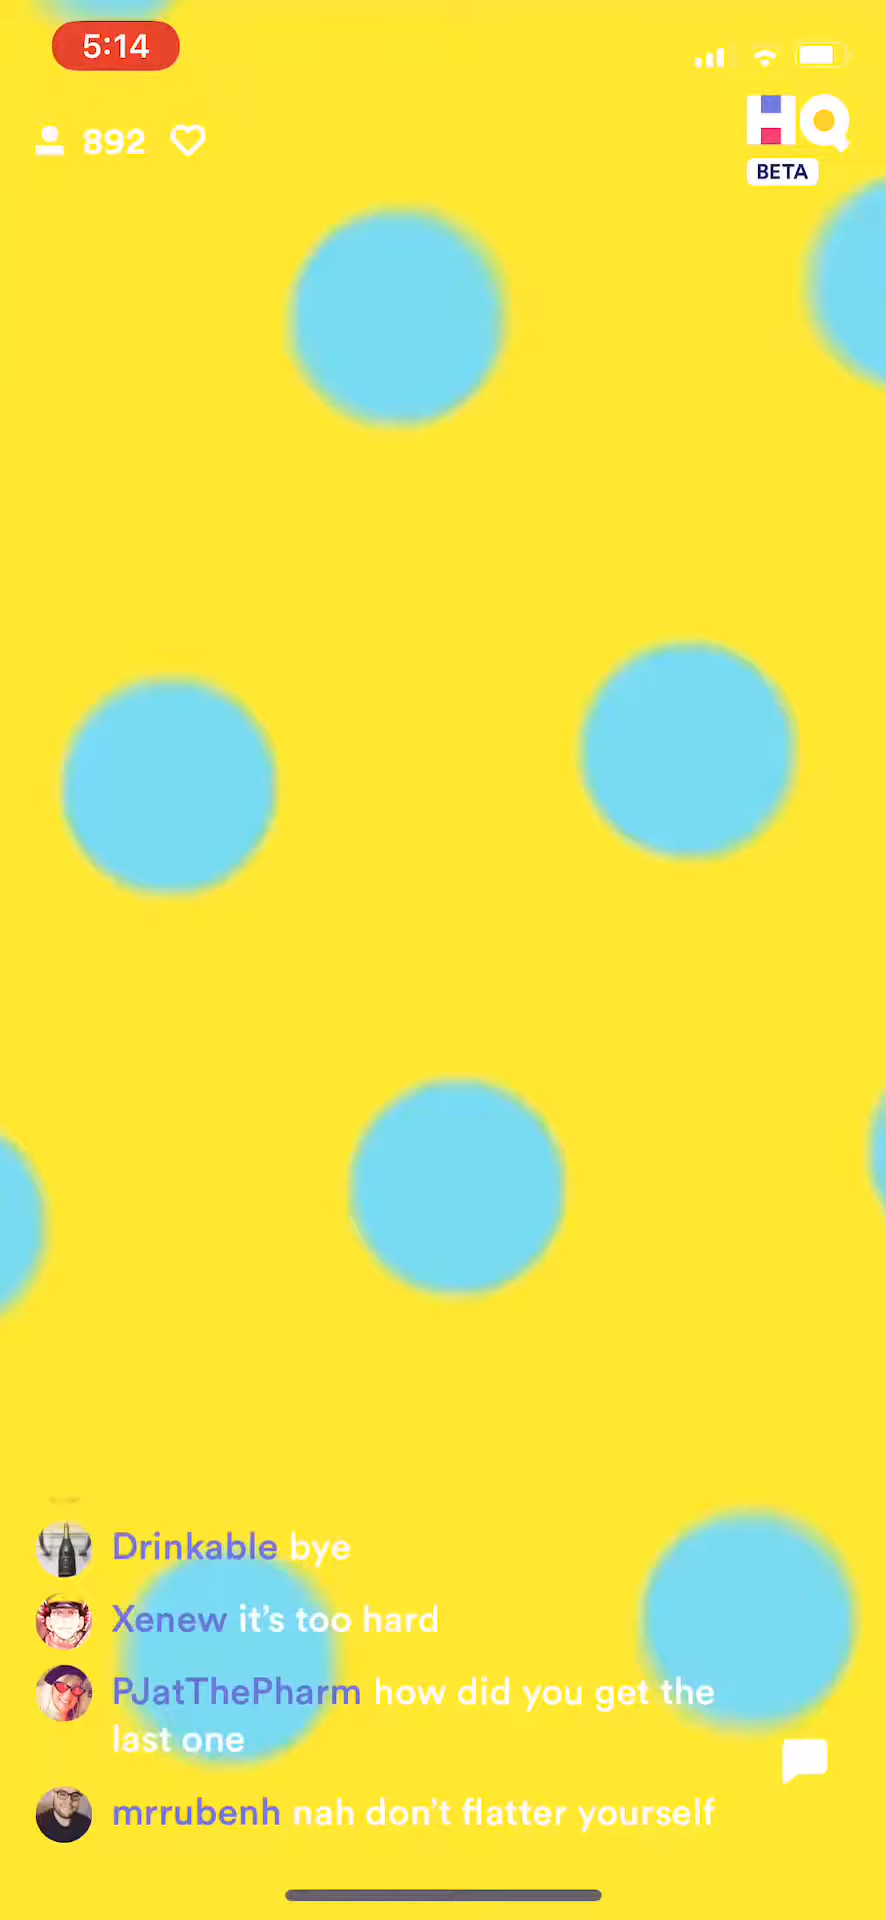 5:14
892
HQ
BETA
Drinkable bye
Xenew it's too hard
PJatThePharm how did you get the
last one
mrrubenh nah don't flatter yourself